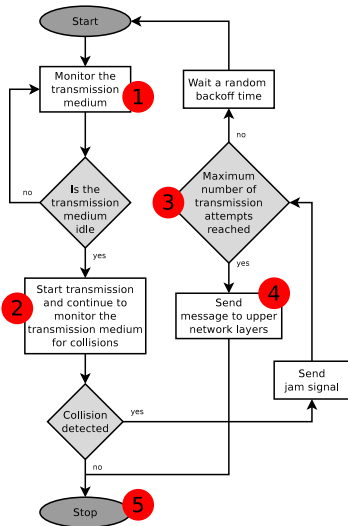 Start
Monitor the
transmission
medium
1
no
Is the
transmission
medium
idle
yes
2
Start transmission
and continue to
monitor the
transmission medium
for collisions
Collision
detected
yes
no
Stop
5
Wait a random
backoff time
no
3
Maximum
number of
transmission
attempts
reached
yes
4
Send
message to upper
network layers
Send
jam signal